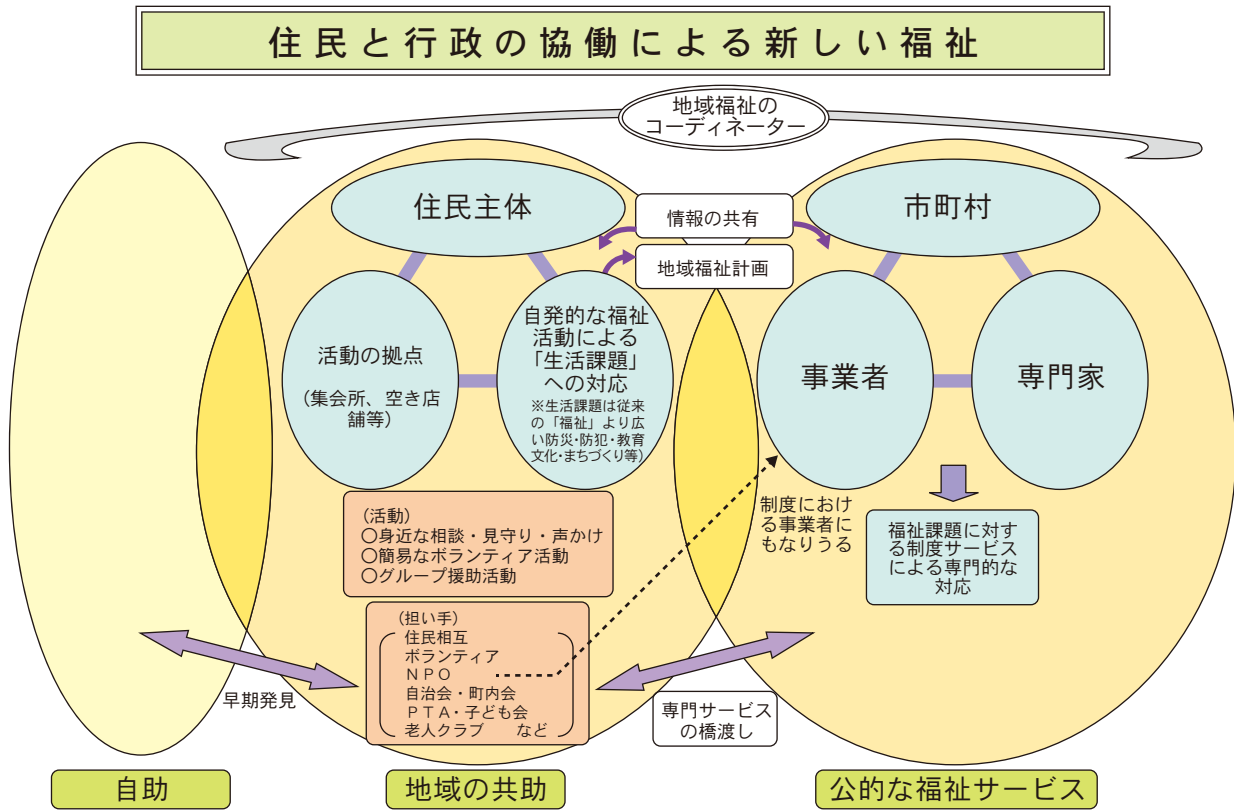 住民と行政の協働による新しい福祉
地域福祉の
コーディネーター
住民主体
情報の共有
市町村
地域福祉計画
活動の拠点
(集会所、空き店
舗等)
自発的な福祉
活動による
「生活課題」
への対応
※生活課題は従来
の「福祉」より広
い防災・防犯・教育
文化・まちづくり等)
事業者
専門家
(活動)
○身近な相談・見守り・声かけ
○簡易なボランティア活動
○グループ援助活動
制度におけ
る事業者に
もなりうる
福祉課題に対す
る制度サービス
による専門的な
対応
(担い手)
住民相互
ボランティア
NPO
自治会・町内会
PTA・子ども会
老人クラブ など
早期発見
専門サービス
の橋渡し
自助
地域の共助
公的な福祉サービス